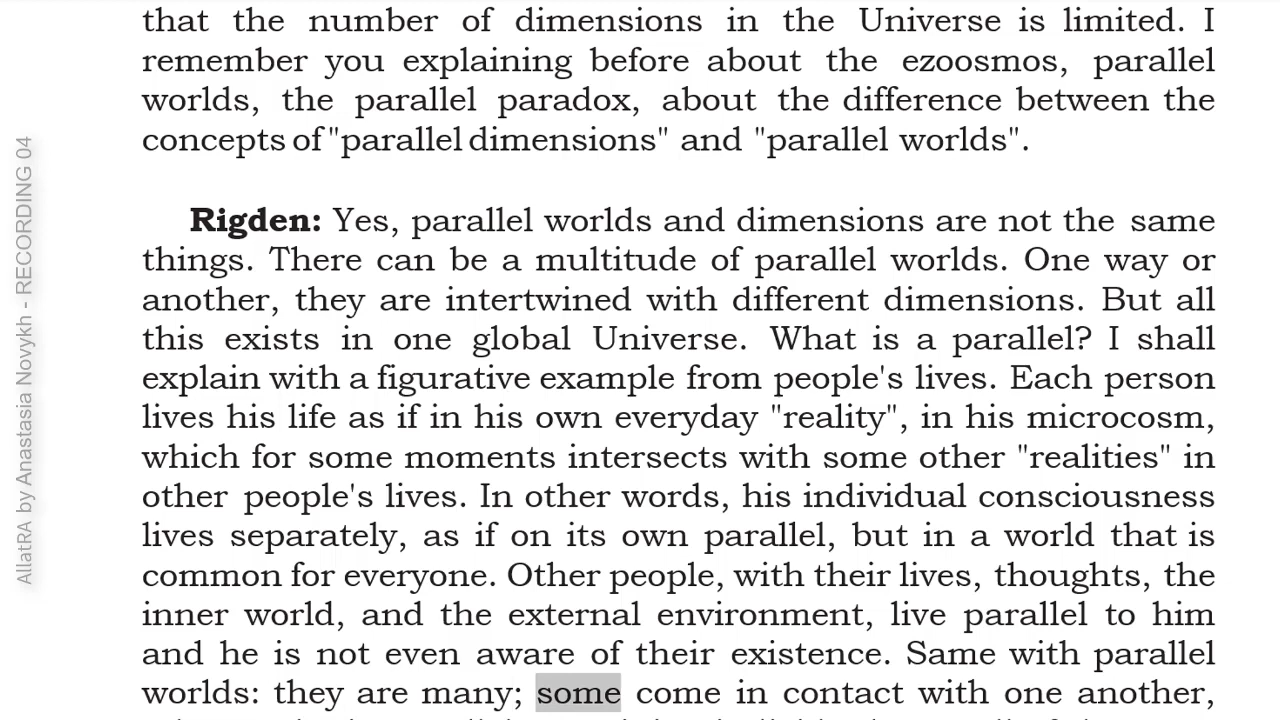 that the number of dimensions in the Universe is limited. I
remember you explaining before about the ezoosmos, parallel
worlds, the parallel paradox, about the difference between the
concepts of "parallel dimensions" and "parallel worlds".
Rigden: Yes, parallel worlds and dimensions are not the same
things. There can be a multitude of parallel worlds. One way or
another, they are intertwined with different dimensions. But all
this exists in one global Universe. What is a parallel? I shall
explain with a figurative example from people's lives. Each person
lives his life as if in his own everyday "reality", in his microcosm,
which for some moments intersects with some other "realities" in
other people's lives. In other words, his individual consciousness
lives separately, as if on its own parallel, but in a world that is
common for everyone. Other people, with their lives, thoughts, the
inner world, and the external environment, live parallel to him
and he is not even aware of their existence. Same with parallel
worlds: they are many; some come in contact with one another,
AllatRA by Anastasia Novykh - RECORDING 04